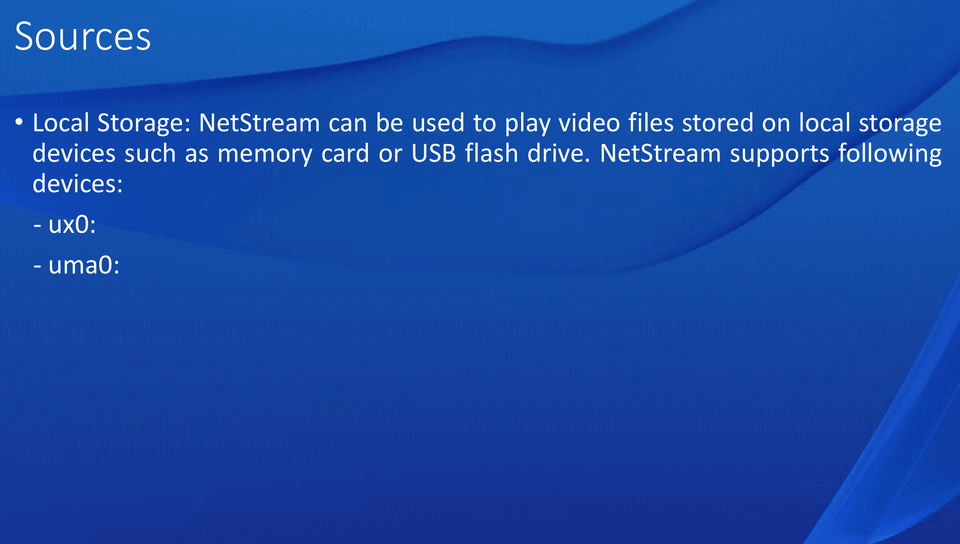 Sources
• Local Storage: NetStream can be used to play video files stored on local storage
devices such as memory card or USB flash drive. NetStream supports following
devices:
- ux0:
- uma0: